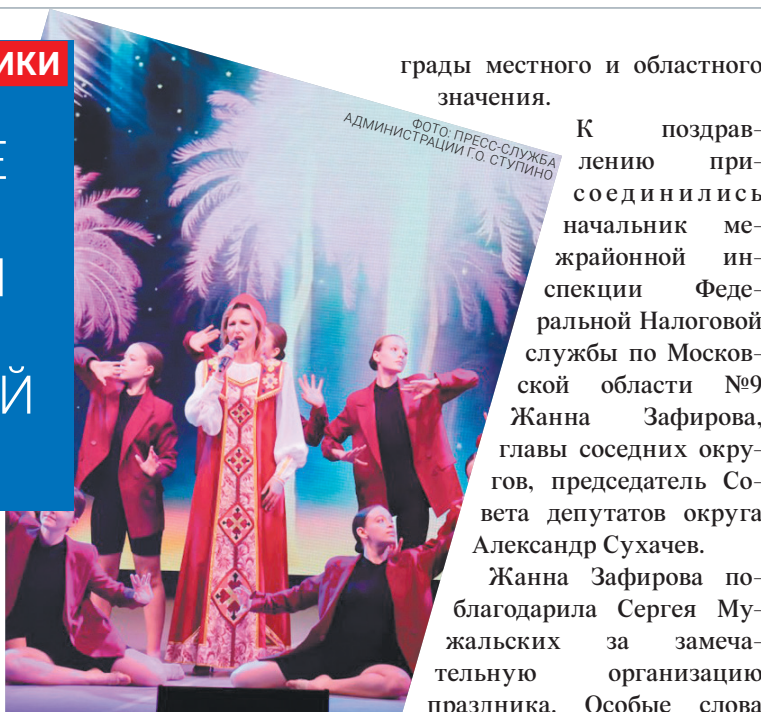 ИКИ
Е
Й
ФОТО: ПРЕСС-СЛУЖБА
АДМИНИСТРАЦИИ Г.О. СТУПИНО
грады местного и областного
значения.
К поздрав-
лению при-
соединились
начальник ме-
жрайонной ин-
спекции Феде-
ральной Налоговой
службы по Москов-
ской области №9
Жанна Зафирова,
главы соседних окру-
гов, председатель Со-
вета депутатов округа
Александр Сухачев.
Жанна Зафирова по-
благодарила Сергея Му-
жальских за замеча-
тельную организацию
праздника. Особые слова